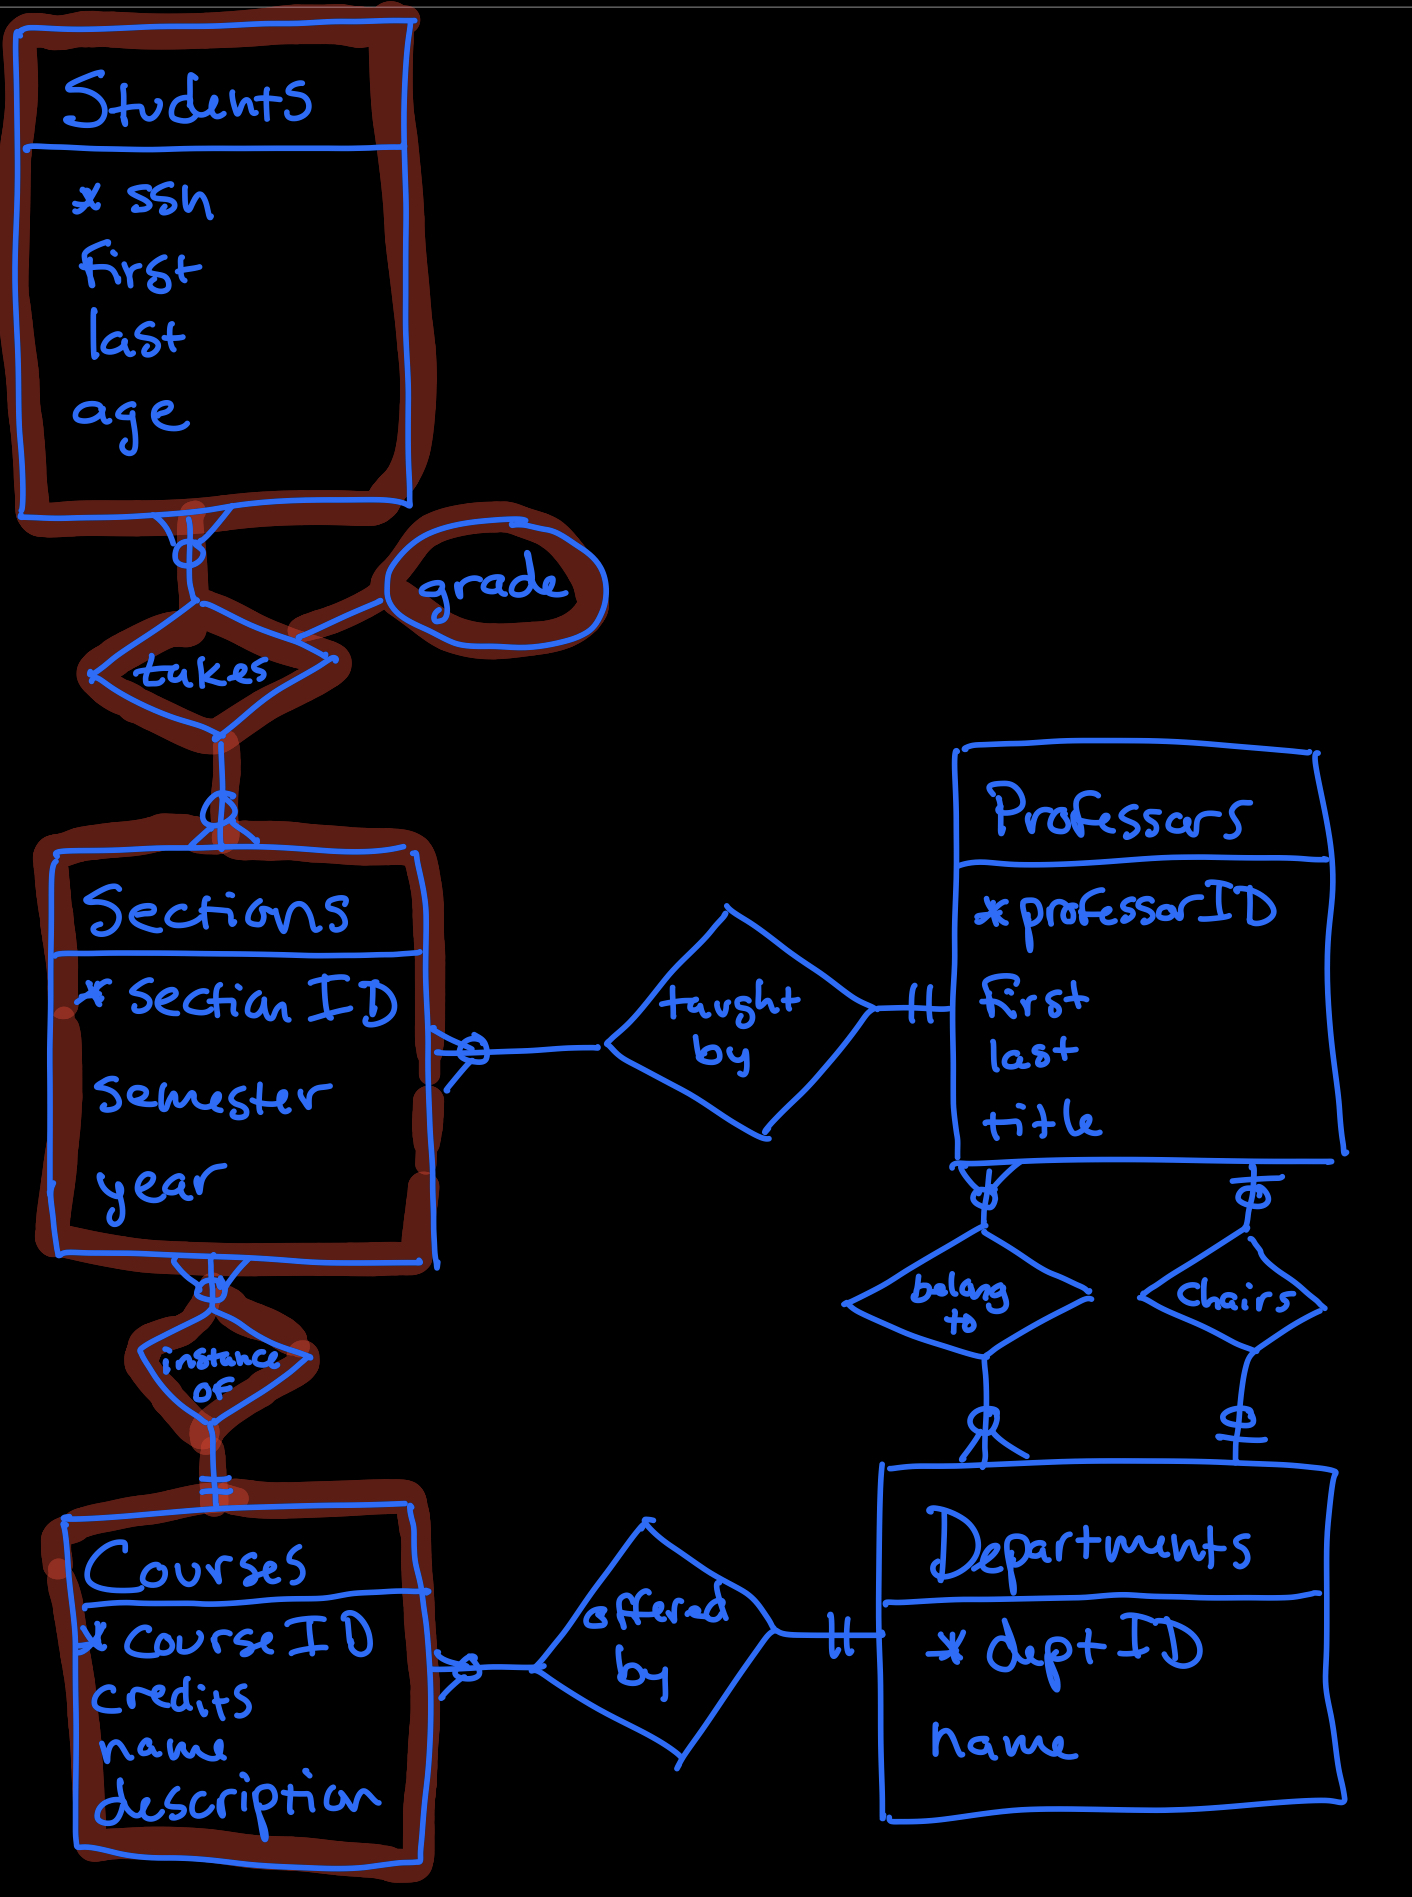 Students
* ssn
first
last
age
grade
takes
Sections
* section ID
semester
year
taught
by
Professors
* professorID
first
last
title
belong
to
chairs
instance
of
Courses
* course ID
credits
name
description
offered
by
Departments
* dept ID
name